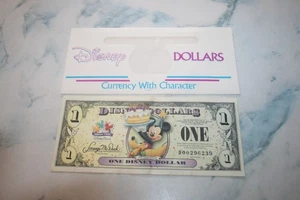 Disney DOLLARS
Currency With Character
DISNEY DOLLARS
1 1
ONE
1 1
ONE DISNEY DOLLAR